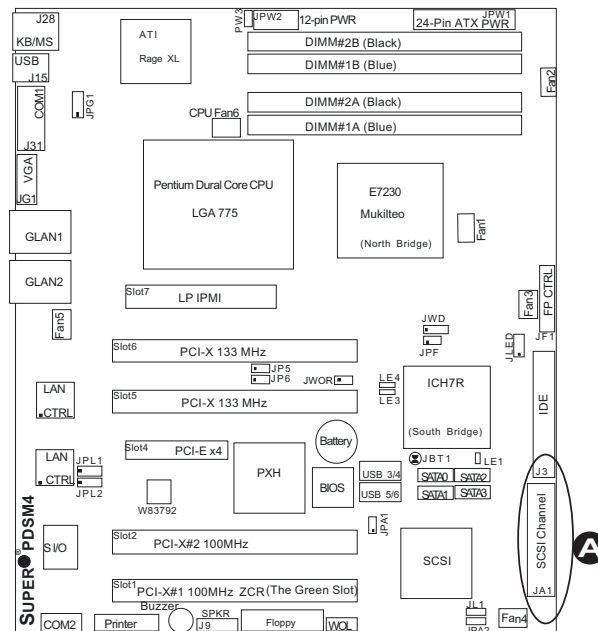 J28
KB/MS
USB
J15
COM1
J31
VGA
JG1
JPG1
ATI
Rage XL
PW3
JPW2
12-pin PWR
JPW1
24-Pin ATX PWR
DIMM#2B (Black)
DIMM#1B (Blue)
DIMM#2A (Black)
DIMM#1A (Blue)
Fan2
CPU Fan6
Pentium Dural Core CPU
LGA 775
E7230
Mukilteo
(North Bridge)
Fan1
GLAN1
GLAN2
Fan5
Slot7
LP IPMI
Fan3
FP CTRL
JF1
JWD
JPF
JLED
Slot6
PCI-X 133 MHz
JP5
JP6
JWOR
LE4
LE3
ICH7R
(South Bridge)
IDE
J3
LAN
CTRL
Slot5
PCI-X 133 MHz
Battery
JBT1
LE1
LAN
CTRL
JPL1
JPL2
Slot4
PCI-E x4
W83792
PXH
BIOS
USB 3/4
USB 5/6
SATA0
SATA2
SATA1
SATA3
JPA1
SCSI
SCSI Channel
JA1
A
SUPER® PDSM4
SI/O
Slot2
PCI-X#2 100MHz
Slot1
PCI-X#1 100MHz ZCR (The Green Slot)
Buzzer
COM2
Printer
SPKR
J9
Floppy
WOL
JL1
JPA2
Fan4